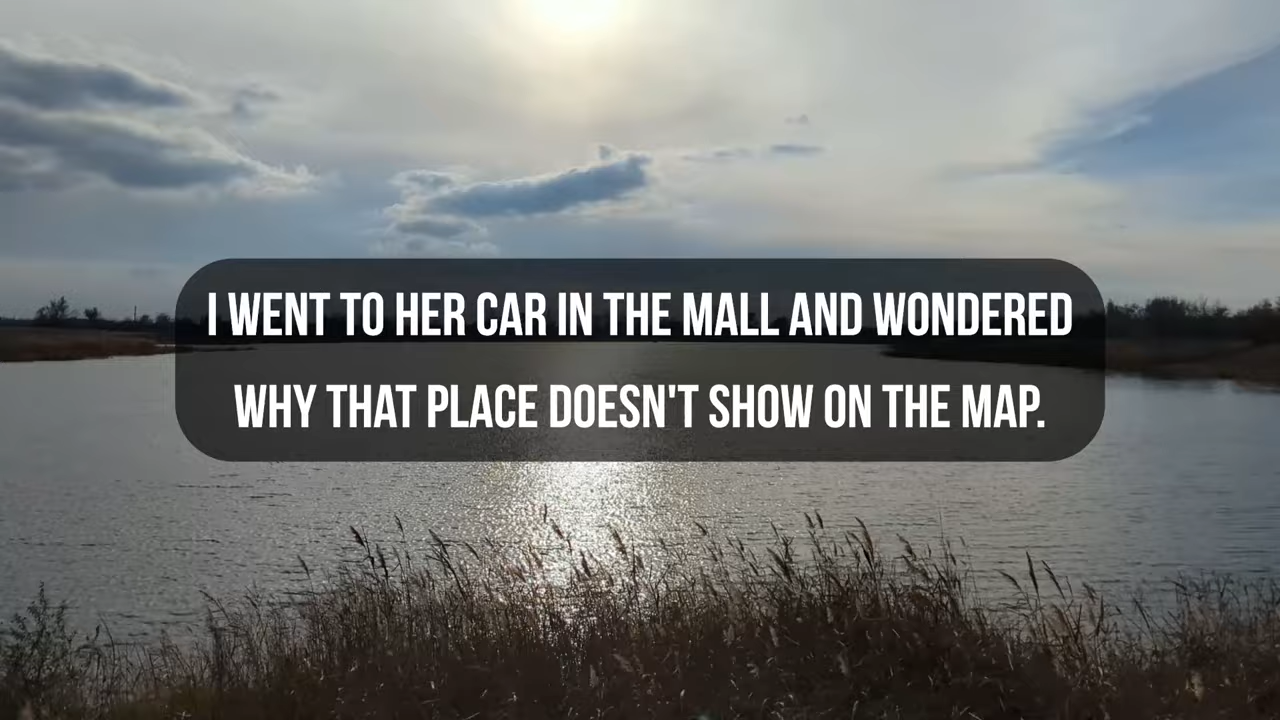 I WENT TO HER CAR IN THE MALL AND WONDERED
WHY THAT PLACE DOESN'T SHOW ON THE MAP.